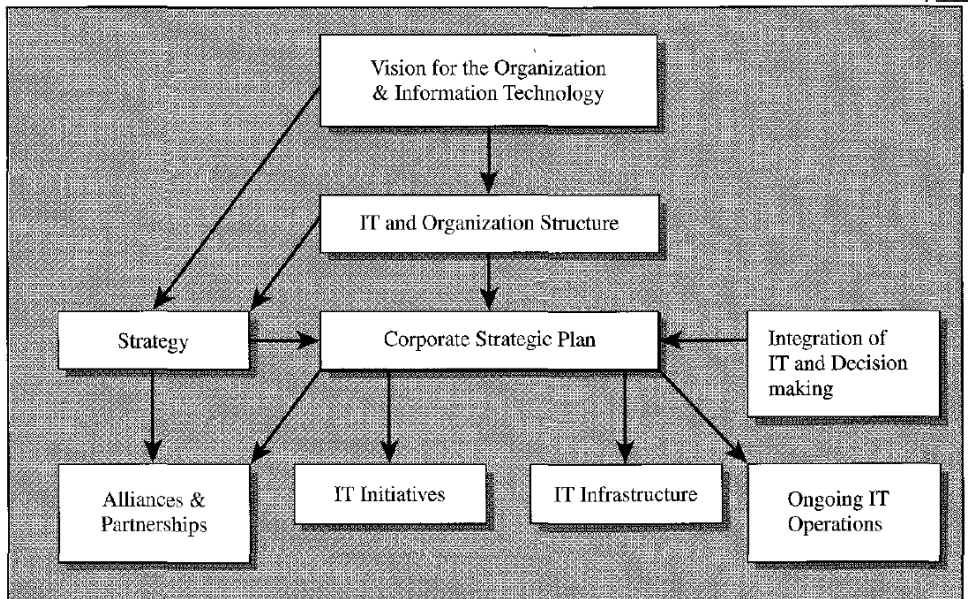 Vision for the Organization
& Information Technology
IT and Organization Structure
Strategy
Corporate Strategic Plan
Integration of
IT and Decision
making
Alliances &
Partnerships
IT Initiatives
IT Infrastructure
Ongoing IT
Operations